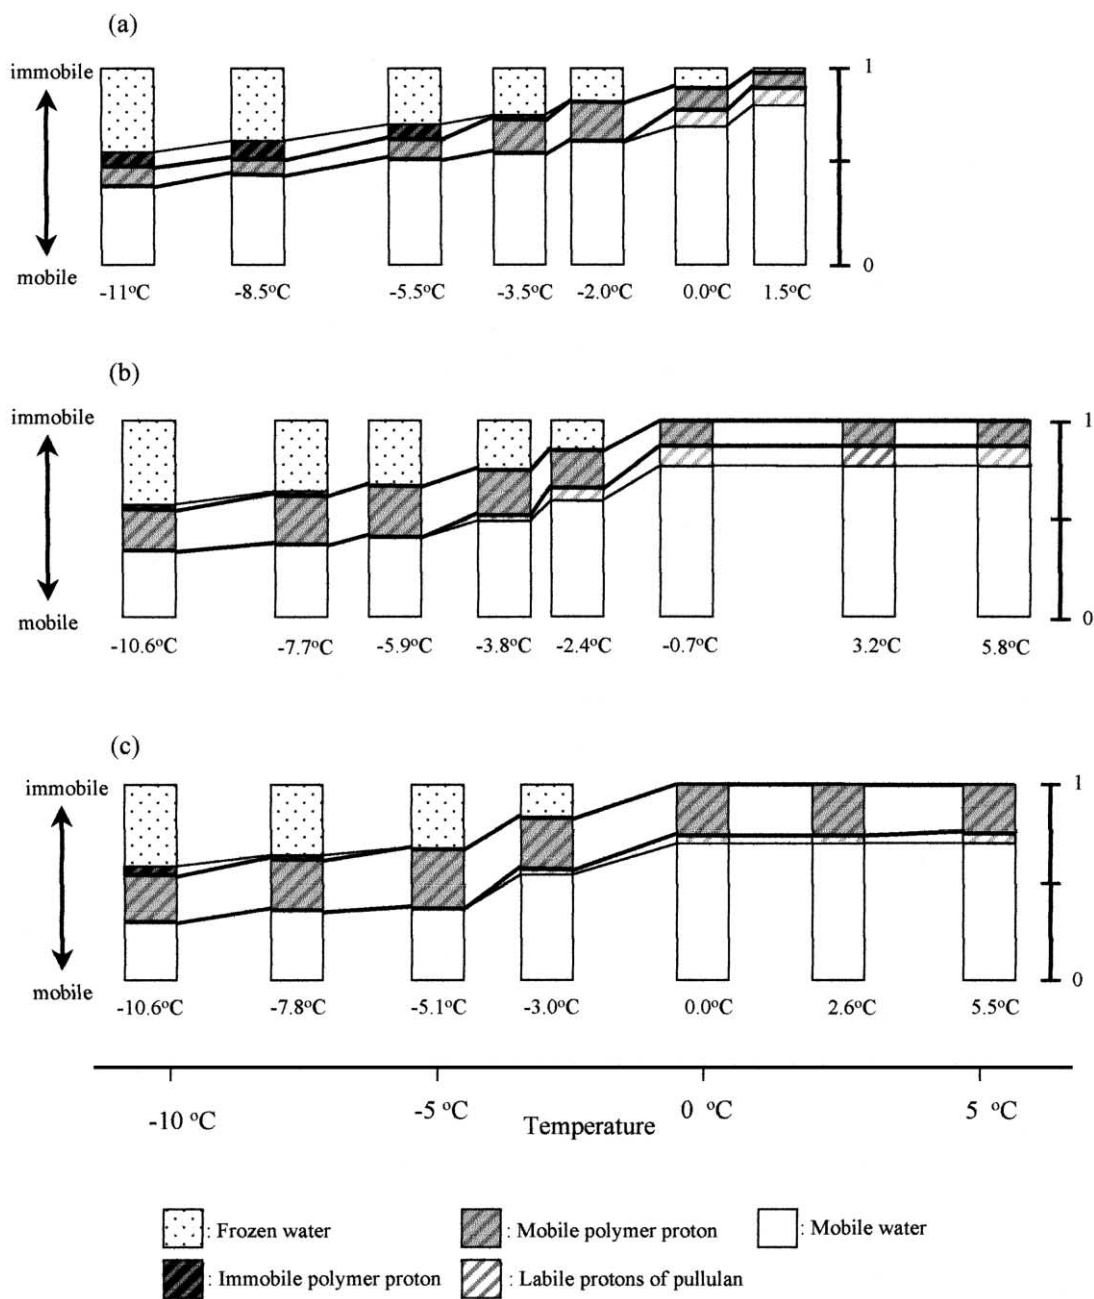 (a)
immobile
1
mobile
0
-11°C -8.5°C -5.5°C -3.5°C -2.0°C 0.0°C 1.5°C
(b)
immobile
1
mobile
0
-10.6°C -7.7°C -5.9°C -3.8°C -2.4°C -0.7°C 3.2°C 5.8°C
(c)
immobile
1
mobile
0
-10.6°C -7.8°C -5.1°C -3.0°C 0.0°C 2.6°C 5.5°C
-10 °C -5 °C 0 °C 5 °C
Temperature
: Frozen water : Mobile polymer proton : Mobile water
: Immobile polymer proton : Labile protons of pullulan